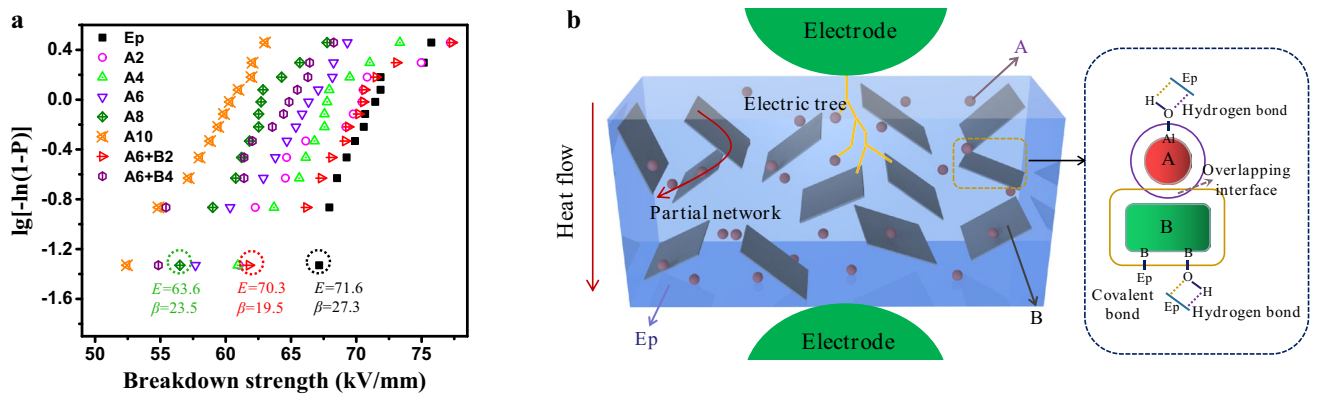 a
lg[-ln(1-P)]
0.4
0.0
-0.4
-0.8
-1.2
-1.6
Ep
A2
A4
A6
A8
A10
A6+B2
A6+B4
E=63.6
β=23.5
E=70.3
β=19.5
E=71.6
β=27.3
50
55
60
65
70
75
Breakdown strength (kV/mm)
b
Electrode
A
Electric tree
Heat flow
Partial network
Ep
B
Electrode
Ep
H
Hydrogen bond
O
Al
A
Overlapping
interface
B
B
B
Ep
O
H
Covalent
bond
Ep
Hydrogen bond